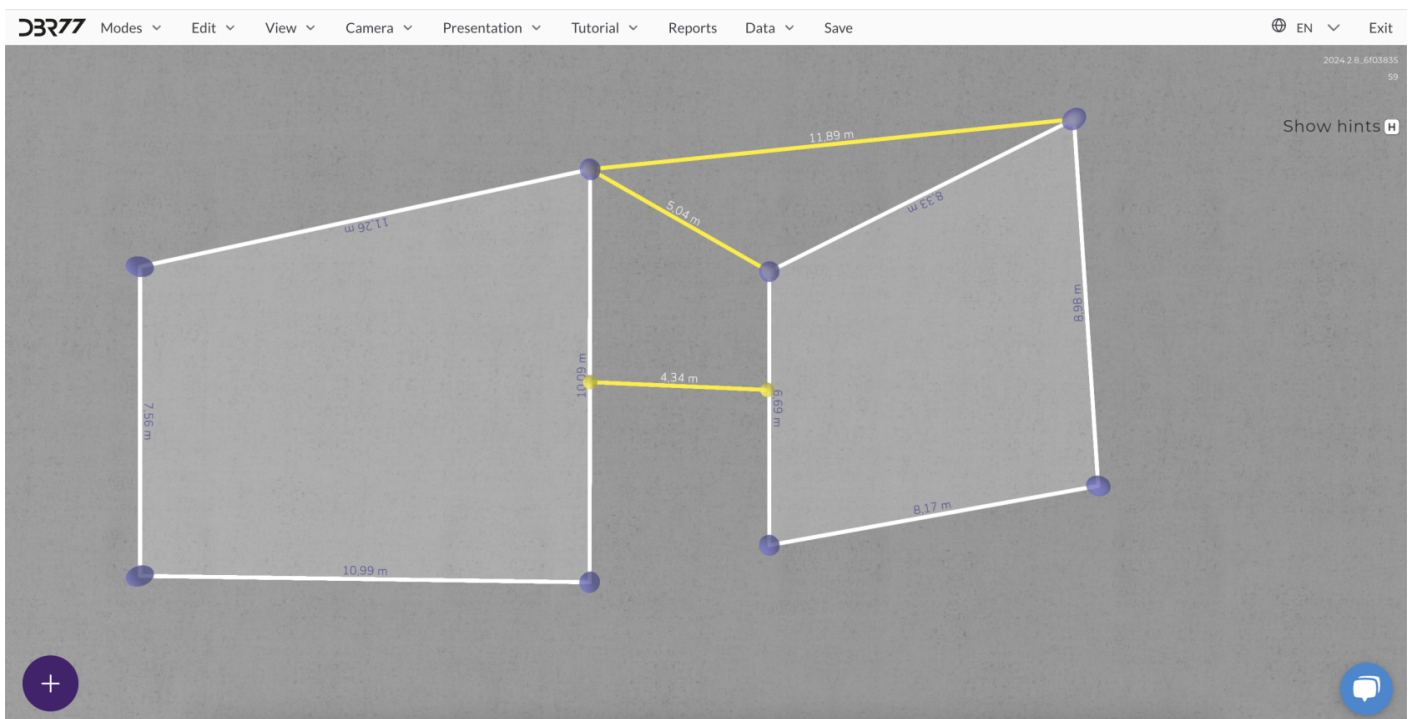 DBR77 Modes Edit View Camera Presentation Tutorial Reports Data Save EN Exit
2024.2.8_6f03835
59
Show hints H
11,89 m
5,04 m
8,33 m
11,26 m
8,98 m
10,09 m
4,34 m
6,69 m
7,56 m
8,17 m
10,99 m